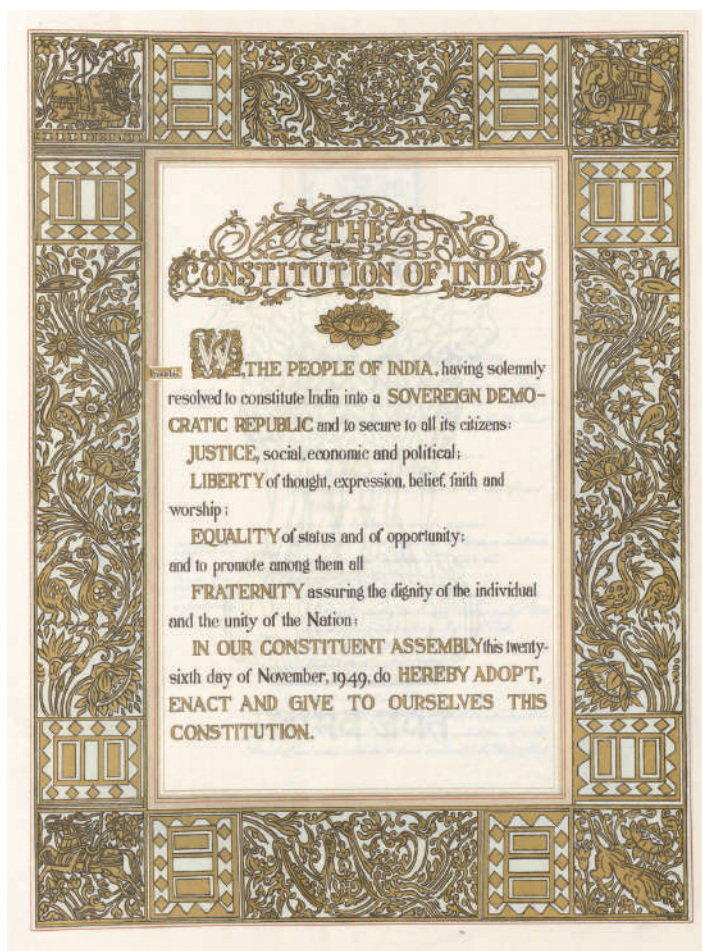 THE
CONSTITUTION OF INDIA
WE, THE PEOPLE OF INDIA, having solemnly
resolved to constitute India into a SOVEREIGN DEMO-
CRATIC REPUBLIC and to secure to all its citizens:
JUSTICE, social, economic and political;
LIBERTY of thought, expression, belief, faith and
worship;
EQUALITY of status and of opportunity;
and to promote among them all
FRATERNITY assuring the dignity of the individual
and the unity of the Nation;
IN OUR CONSTITUENT ASSEMBLY this twenty-
sixth day of November, 1949, do HEREBY ADOPT,
ENACT AND GIVE TO OURSELVES THIS
CONSTITUTION.